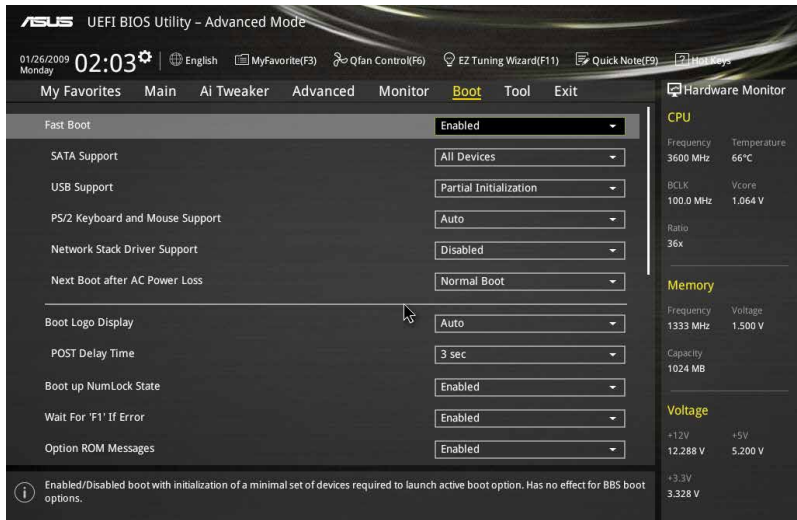 ASUS UEFI BIOS Utility – Advanced Mode
01/26/2009
Monday
02:03
English
MyFavorite(F3)
Qfan Control(F6)
EZ Tuning Wizard(F11)
Quick Note(F9)
? Hot Keys
My Favorites Main Ai Tweaker Advanced Monitor Boot Tool Exit
Fast Boot Enabled
SATA Support All Devices
USB Support Partial Initialization
PS/2 Keyboard and Mouse Support Auto
Network Stack Driver Support Disabled
Next Boot after AC Power Loss Normal Boot
Boot Logo Display Auto
POST Delay Time 3 sec
Boot up NumLock State Enabled
Wait For 'F1' If Error Enabled
Option ROM Messages Enabled
Enabled/Disabled boot with initialization of a minimal set of devices required to launch active boot option. Has no effect for BBS boot
options.
Hardware Monitor
CPU
Frequency Temperature
3600 MHz 66°C
BCLK Vcore
100.0 MHz 1.064 V
Ratio
36x
Memory
Frequency Voltage
1333 MHz 1.500 V
Capacity
1024 MB
Voltage
+12V +5V
12.288 V 5.200 V
+3.3V
3.328 V